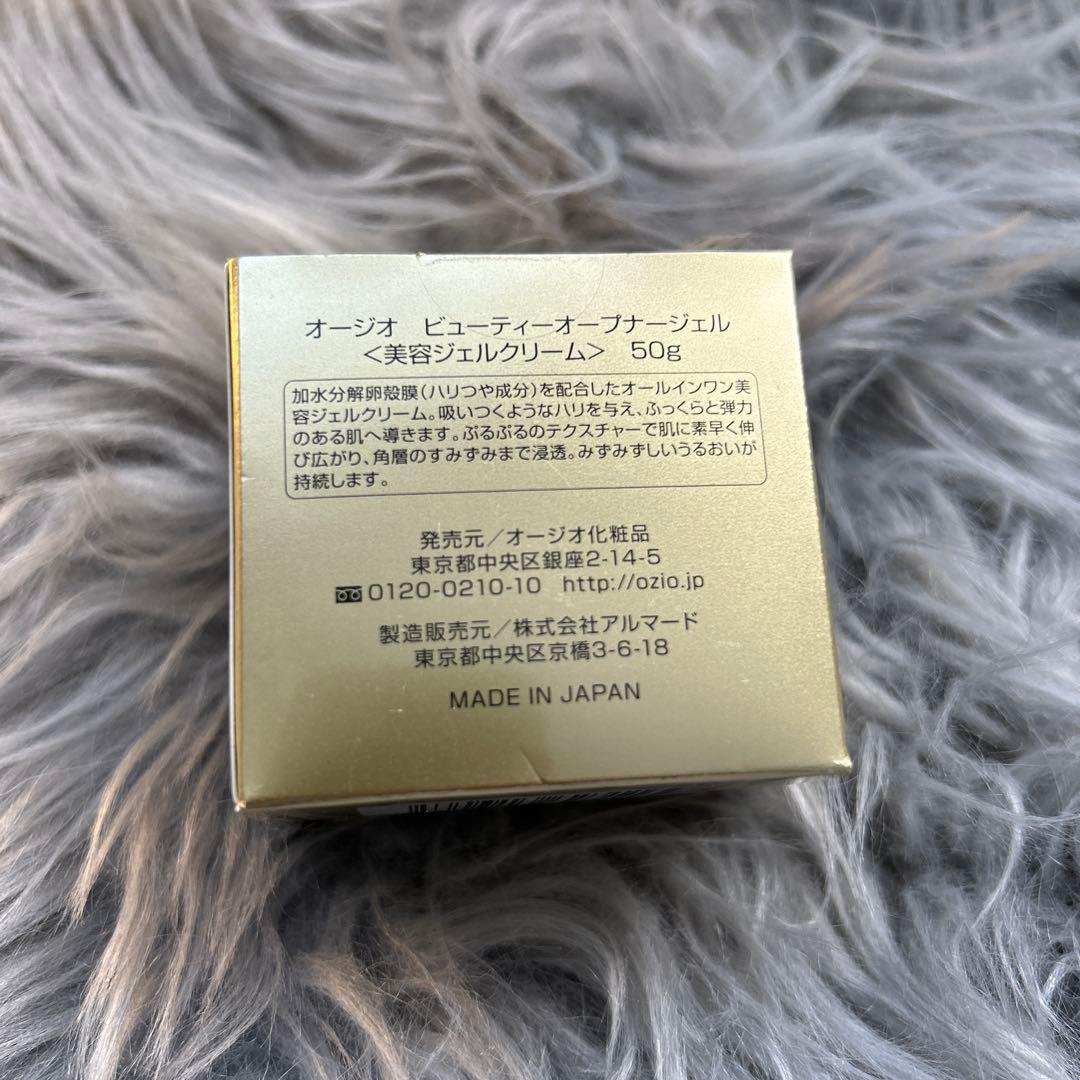 オージオ　ビューティーオープナージェル
＜美容ジェルクリーム＞　50g
加水分解卵殻膜(ハリつや成分)を配合したオールインワン美
容ジェルクリーム。吸いつくようなハリを与え、ふっくらと弾力
のある肌へ導きます。ぷるぷるのテクスチャーで肌に素早く伸
び広がり、角層のすみずみまで浸透。みずみずしいうるおいが
持続します。
発売元／オージオ化粧品
東京都中央区銀座2-14-5
0120-0210-10　http://ozio.jp
製造販売元／株式会社アルマード
東京都中央区京橋3-6-18
MADE IN JAPAN